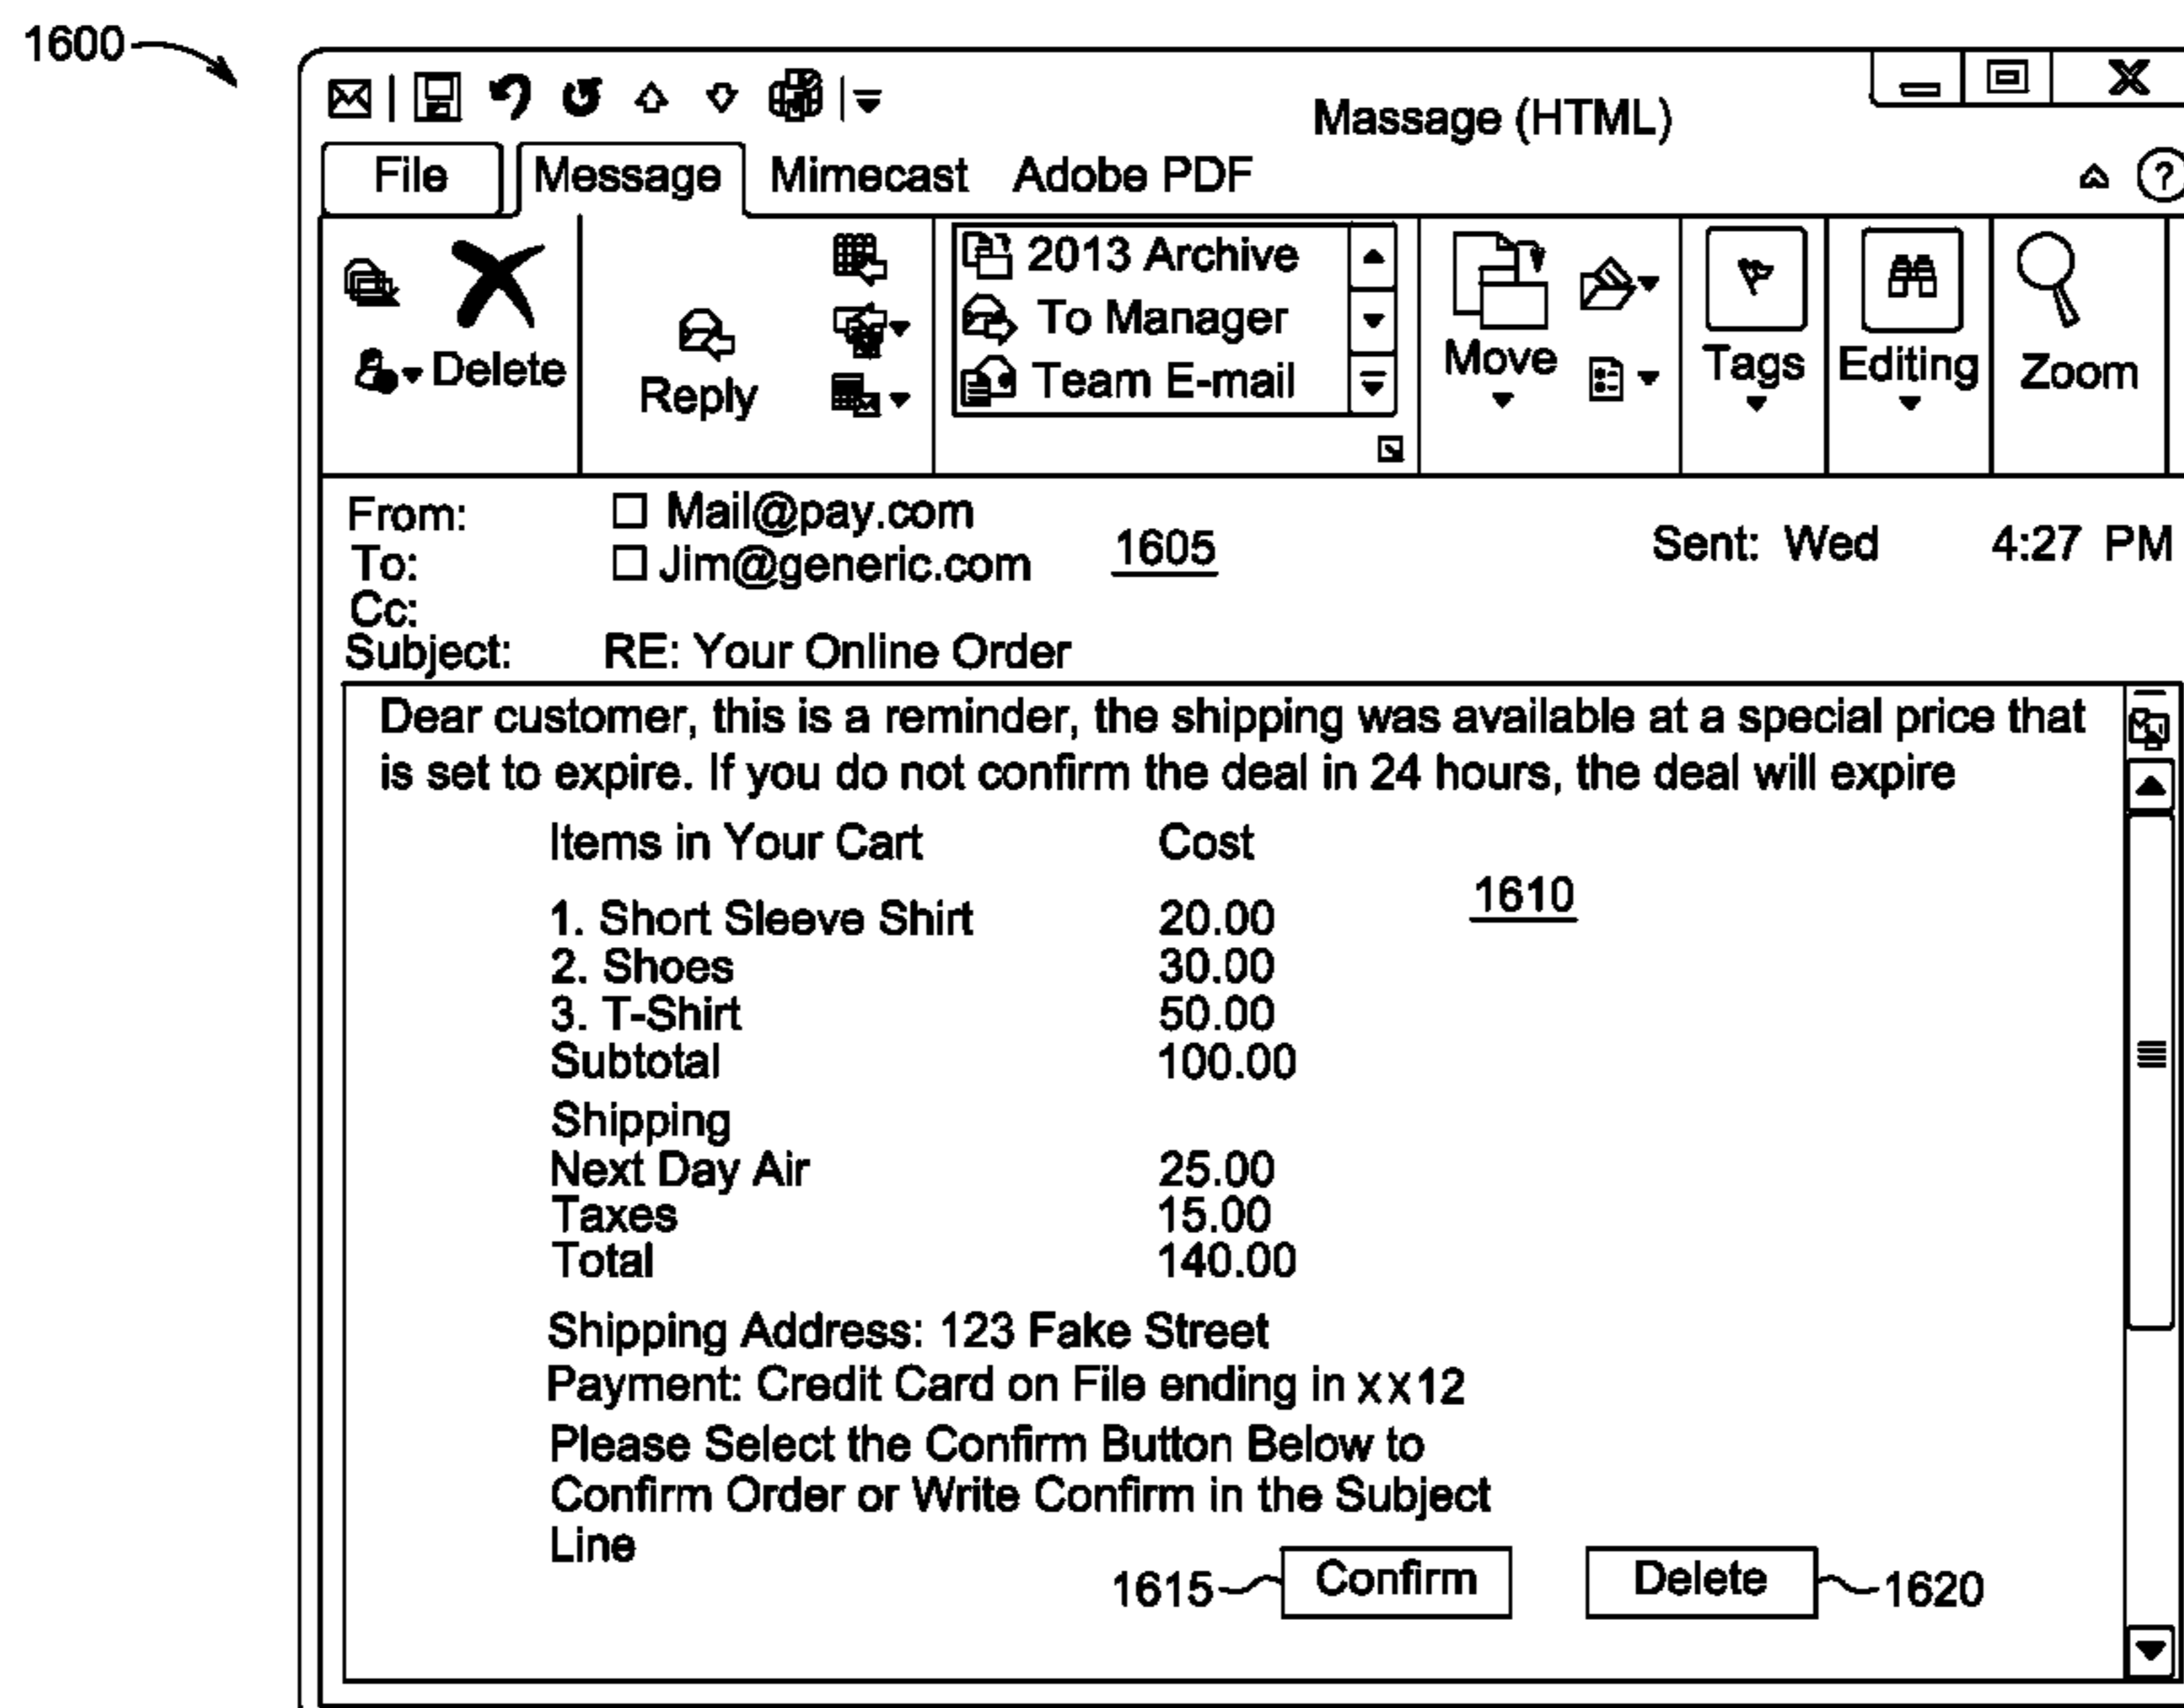 1600
Massage (HTML)
File Message Mimecast Adobe PDF
?
2013 Archive
To Manager
Team E-mail
Delete
Reply
Move
Tags
Editing
Zoom
From: Mail@pay.com
To: Jim@generic.com
1605
Sent: Wed 4:27 PM
Cc:
Subject: RE: Your Online Order
Dear customer, this is a reminder, the shipping was available at a special price that
is set to expire. If you do not confirm the deal in 24 hours, the deal will expire
Items in Your Cart Cost
1610
1. Short Sleeve Shirt 20.00
2. Shoes 30.00
3. T-Shirt 50.00
Subtotal 100.00
Shipping
Next Day Air 25.00
Taxes 15.00
Total 140.00
Shipping Address: 123 Fake Street
Payment: Credit Card on File ending in xx12
Please Select the Confirm Button Below to
Confirm Order or Write Confirm in the Subject
Line
1615 Confirm Delete 1620